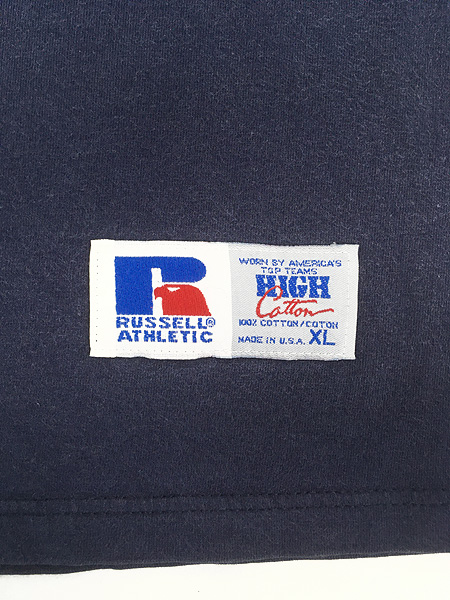 RUSSELL®
ATHLETIC
WORN BY AMERICA'S
TOP TEAMS
HIGH
Cotton
100% COTTON/COTON
MADE IN U.S.A. XL